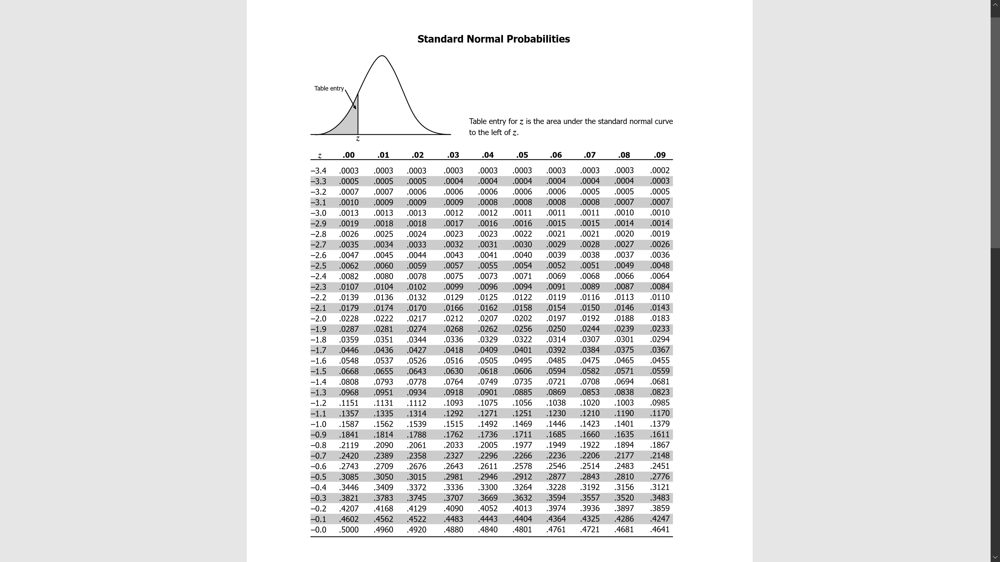 Standard Normal Probabilities
Table entry
Table entry for z is the area under the standard normal curve
to the left of z.
z
z .00 .01 .02 .03 .04 .05 .06 .07 .08 .09
–3.4 .0003 .0003 .0003 .0003 .0003 .0003 .0003 .0003 .0003 .0002
–3.3 .0005 .0005 .0005 .0004 .0004 .0004 .0004 .0004 .0004 .0003
–3.2 .0007 .0007 .0006 .0006 .0006 .0006 .0006 .0005 .0005 .0005
–3.1 .0010 .0009 .0009 .0009 .0008 .0008 .0008 .0008 .0007 .0007
–3.0 .0013 .0013 .0013 .0012 .0012 .0011 .0011 .0011 .0010 .0010
–2.9 .0019 .0018 .0018 .0017 .0016 .0016 .0015 .0015 .0014 .0014
–2.8 .0026 .0025 .0024 .0023 .0023 .0022 .0021 .0021 .0020 .0019
–2.7 .0035 .0034 .0033 .0032 .0031 .0030 .0029 .0028 .0027 .0026
–2.6 .0047 .0045 .0044 .0043 .0041 .0040 .0039 .0038 .0037 .0036
–2.5 .0062 .0060 .0059 .0057 .0055 .0054 .0052 .0051 .0049 .0048
–2.4 .0082 .0080 .0078 .0075 .0073 .0071 .0069 .0068 .0066 .0064
–2.3 .0107 .0104 .0102 .0099 .0096 .0094 .0091 .0089 .0087 .0084
–2.2 .0139 .0136 .0132 .0129 .0125 .0122 .0119 .0116 .0113 .0110
–2.1 .0179 .0174 .0170 .0166 .0162 .0158 .0154 .0150 .0146 .0143
–2.0 .0228 .0222 .0217 .0212 .0207 .0202 .0197 .0192 .0188 .0183
–1.9 .0287 .0281 .0274 .0268 .0262 .0256 .0250 .0244 .0239 .0233
–1.8 .0359 .0351 .0344 .0336 .0329 .0322 .0314 .0307 .0301 .0294
–1.7 .0446 .0436 .0427 .0418 .0409 .0401 .0392 .0384 .0375 .0367
–1.6 .0548 .0537 .0526 .0516 .0505 .0495 .0485 .0475 .0465 .0455
–1.5 .0668 .0655 .0643 .0630 .0618 .0606 .0594 .0582 .0571 .0559
–1.4 .0808 .0793 .0778 .0764 .0749 .0735 .0721 .0708 .0694 .0681
–1.3 .0968 .0951 .0934 .0918 .0901 .0885 .0869 .0853 .0838 .0823
–1.2 .1151 .1131 .1112 .1093 .1075 .1056 .1038 .1020 .1003 .0985
–1.1 .1357 .1335 .1314 .1292 .1271 .1251 .1230 .1210 .1190 .1170
–1.0 .1587 .1562 .1539 .1515 .1492 .1469 .1446 .1423 .1401 .1379
–0.9 .1841 .1814 .1788 .1762 .1736 .1711 .1685 .1660 .1635 .1611
–0.8 .2119 .2090 .2061 .2033 .2005 .1977 .1949 .1922 .1894 .1867
–0.7 .2420 .2389 .2358 .2327 .2296 .2266 .2236 .2206 .2177 .2148
–0.6 .2743 .2709 .2676 .2643 .2611 .2578 .2546 .2514 .2483 .2451
–0.5 .3085 .3050 .3015 .2981 .2946 .2912 .2877 .2843 .2810 .2776
–0.4 .3446 .3409 .3372 .3336 .3300 .3264 .3228 .3192 .3156 .3121
–0.3 .3821 .3783 .3745 .3707 .3669 .3632 .3594 .3557 .3520 .3483
–0.2 .4207 .4168 .4129 .4090 .4052 .4013 .3974 .3936 .3897 .3859
–0.1 .4602 .4562 .4522 .4483 .4443 .4404 .4364 .4325 .4286 .4247
–0.0 .5000 .4960 .4920 .4880 .4840 .4801 .4761 .4721 .4681 .4641